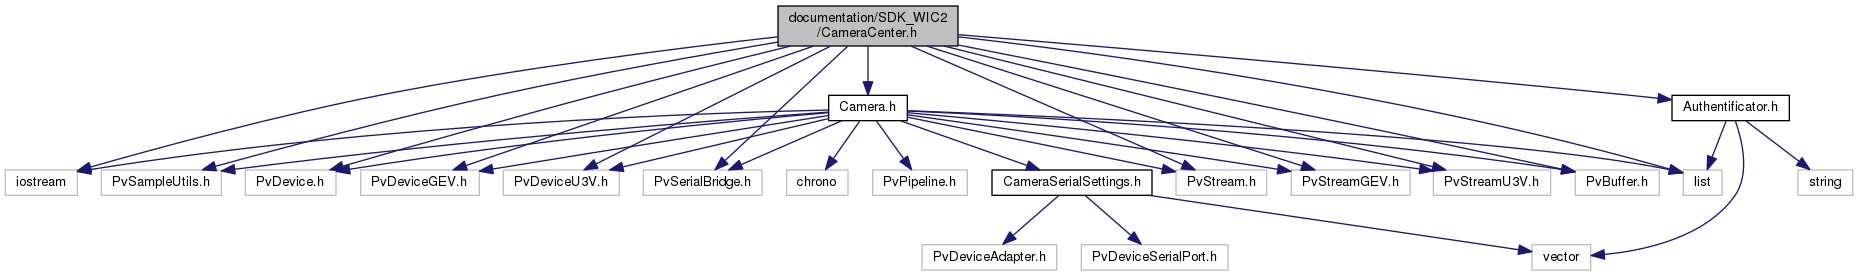 documentation/SDK_WIC2
/CameraCenter.h
Camera.h
Authentificator.h
iostream
PvSampleUtils.h
PvDevice.h
PvDeviceGEV.h
PvDeviceU3V.h
PvSerialBridge.h
chrono
PvPipeline.h
CameraSerialSettings.h
PvStream.h
PvStreamGEV.h
PvStreamU3V.h
PvBuffer.h
list
string
PvDeviceAdapter.h
PvDeviceSerialPort.h
vector